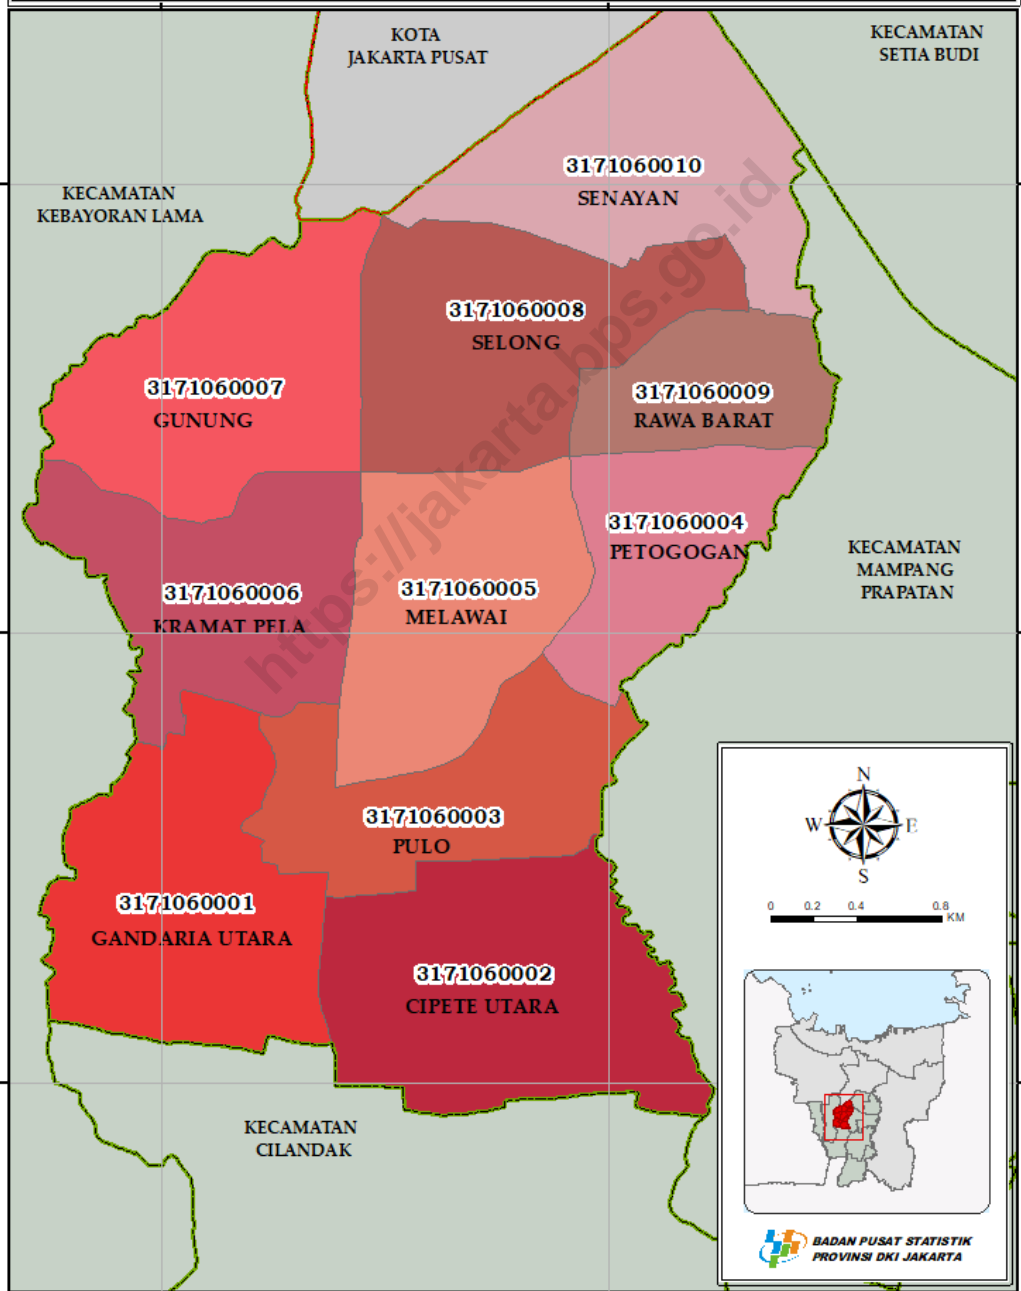 KOTA
JAKARTA PUSAT
KECAMATAN
SETIA BUDI
3171060010
SENAYAN
KECAMATAN
KEBAYORAN LAMA
3171060008
SELONG
3171060007
GUNUNG
3171060009
RAWA BARAT
3171060004
PETOGOGAN
KECAMATAN
MAMPANG
PRAPATAN
3171060006
KRAMAT PELA
3171060005
MELAWAI
https://jakarta.bps.go.id
3171060003
PULO
3171060001
GANDARIA UTARA
3171060002
CIPETE UTARA
KECAMATAN
CILANDAK
N
W E
S
0 0.2 0.4 0.8
KM
BADAN PUSAT STATISTIK
PROVINSI DKI JAKARTA